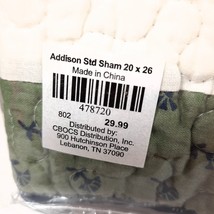 Addison Std Sham 20 x 26
Made in China
478720
802 29.99
Distributed by:
CBOCS Distribution, Inc.
900 Hutchinson Place
Lebanon, TN 37090